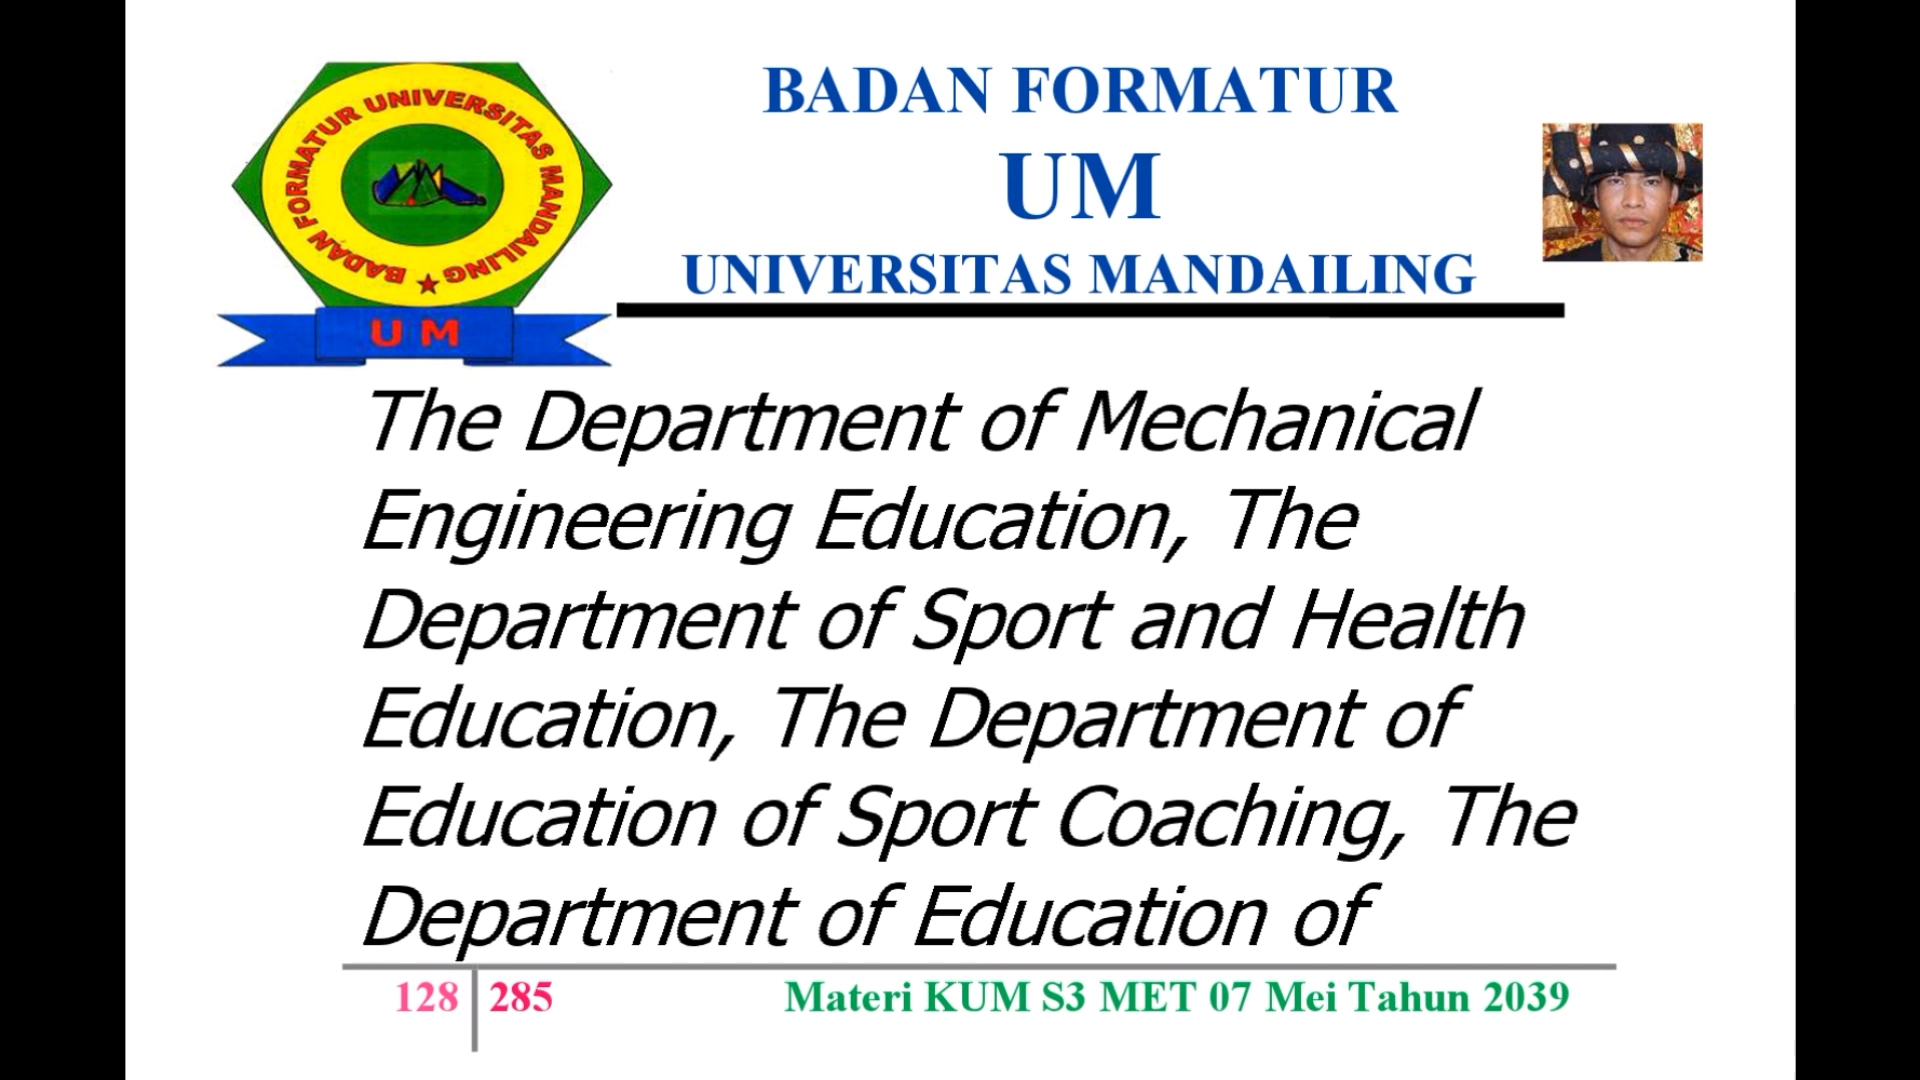 BADAN FORMATUR UNIVERSITAS MANDAILING
U M
BADAN FORMATUR
UM
UNIVERSITAS MANDAILING
The Department of Mechanical
Engineering Education, The
Department of Sport and Health
Education, The Department of
Education of Sport Coaching, The
Department of Education of
128 285 Materi KUM S3 MET 07 Mei Tahun 2039